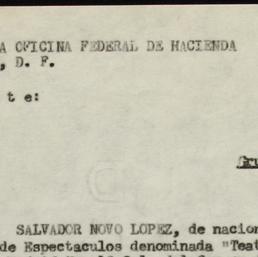 A OFICINA FEDERAL DE HACIENDA
, D. F.
t e:
SALVADOR NOVO LOPEZ, de nacion
de Espectaculos denominada "Teat